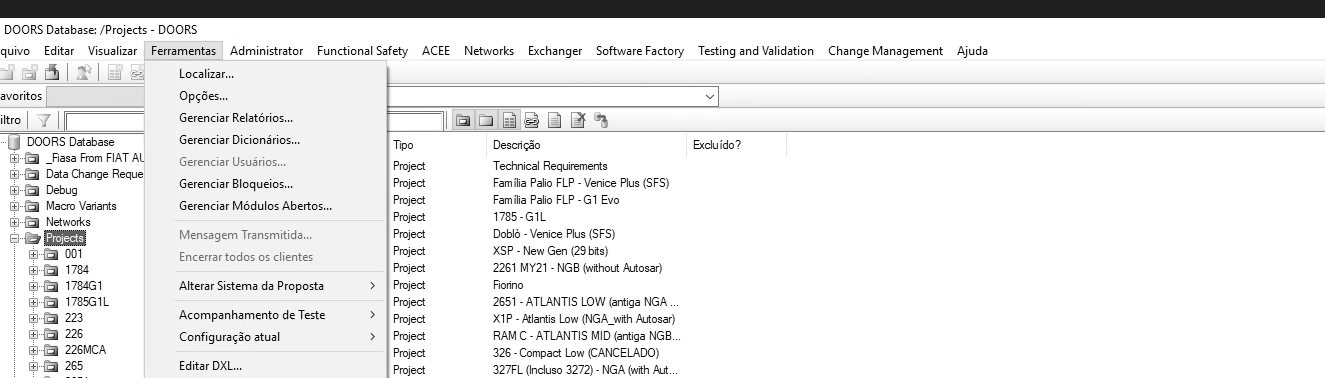 DOORS Database: /Projects - DOORS
quivo Editar Visualizar Ferramentas Administrator Functional Safety ACEE Networks Exchanger Software Factory Testing and Validation Change Management Ajuda
avoritos
iltro
Localizar...
Opções...
Gerenciar Relatórios...
Gerenciar Dicionários...
Gerenciar Usuários...
Gerenciar Bloqueios...
Gerenciar Módulos Abertos...
Mensagem Transmitida...
Encerrar todos os clientes
Alterar Sistema da Proposta
Acompanhamento de Teste
Configuração atual
Editar DXL...
DOORS Database
_Fiasa From FIAT AU
Data Change Reque
Debug
Macro Variants
Networks
Projects
001
1784
1784G1
1785G1L
223
226
226MCA
265
Tipo Descrição Excluído?
Project Technical Requirements
Project Família Palio FLP - Venice Plus (SFS)
Project Família Palio FLP - G1 Evo
Project 1785 - G1L
Project Doblò - Venice Plus (SFS)
Project XSP - New Gen (29 bits)
Project 2261 MY21 - NGB (without Autosar)
Project Fiorino
Project 2651 - ATLANTIS LOW (antiga NGA ...
Project X1P - Atlantis Low (NGA_with Autosar)
Project RAM C - ATLANTIS MID (antiga NGB...
Project 326 - Compact Low (CANCELADO)
Project 327FL (Incluso 3272) - NGA (with Aut...